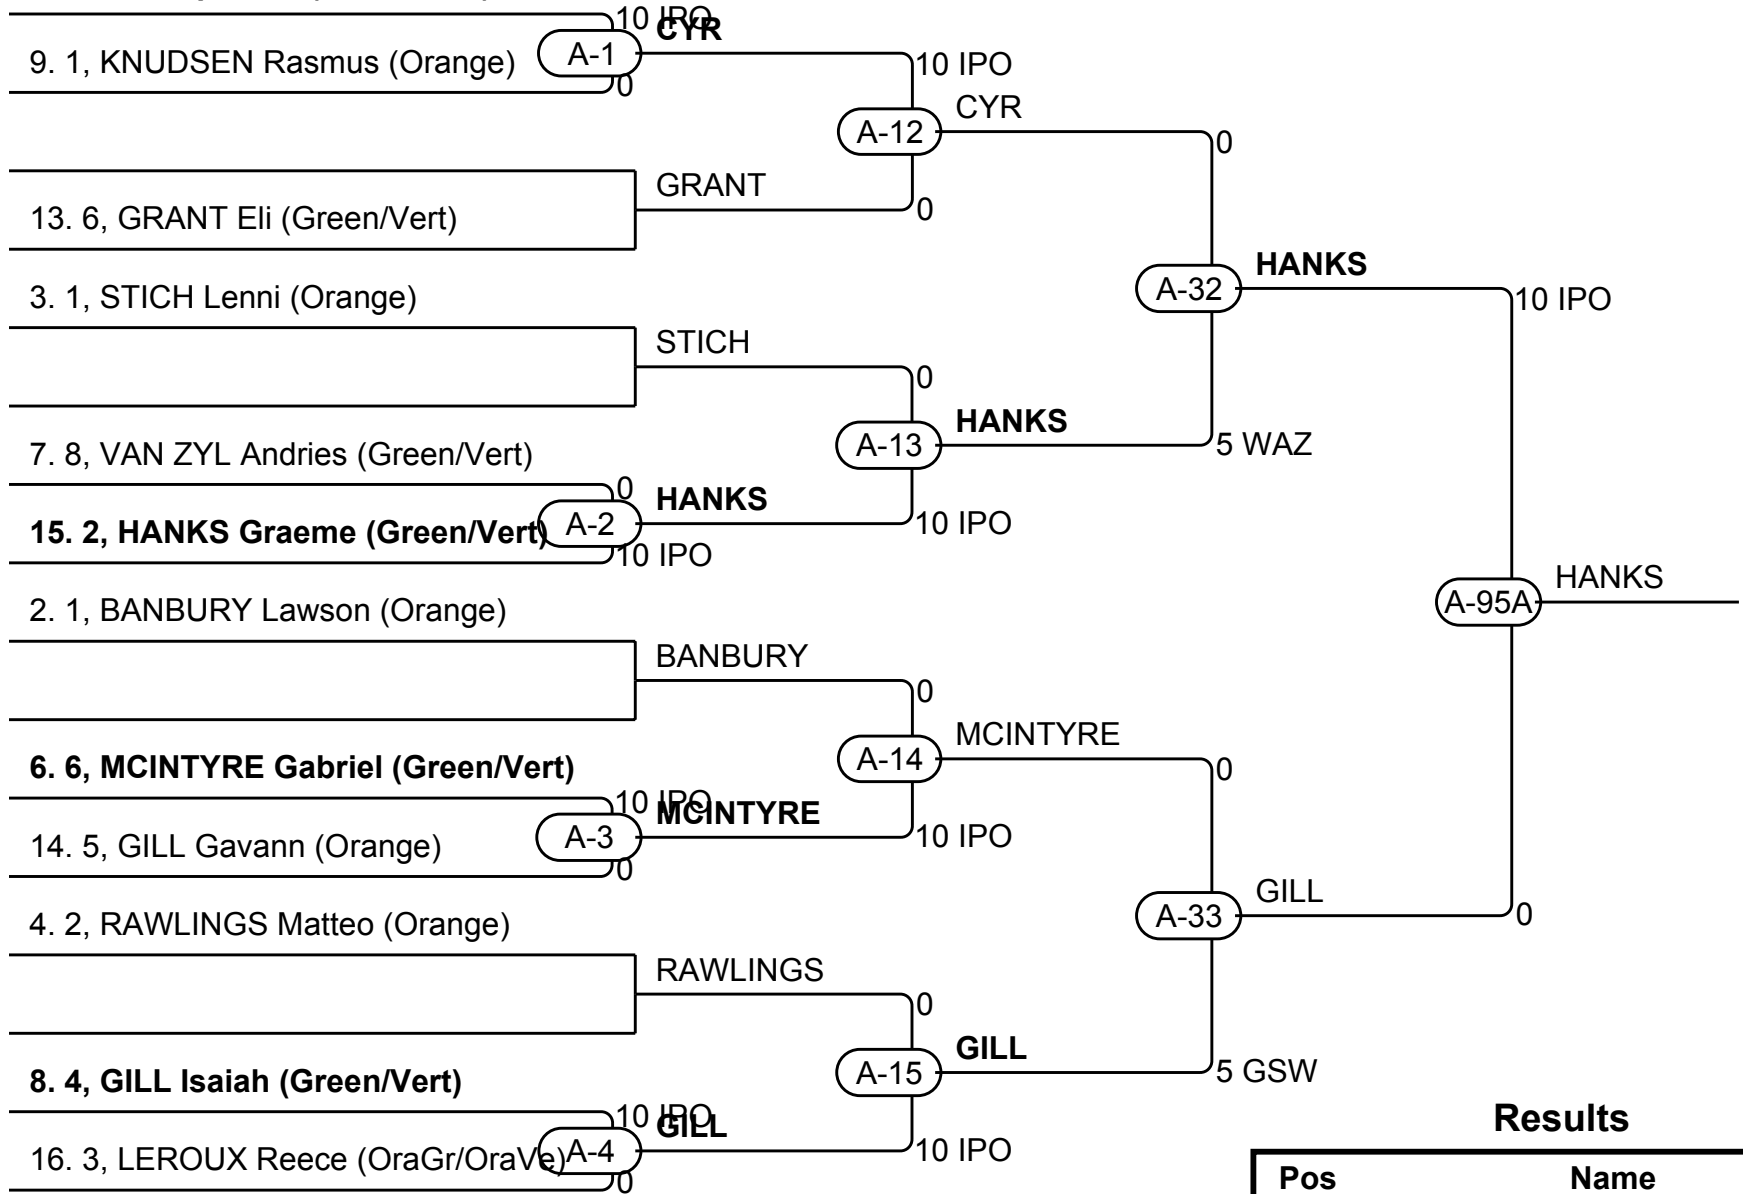 10 IPO
CYR
9. 1, KNUDSEN Rasmus (Orange)
A-1
0
10 IPO
CYR
A-12
0
GRANT
13. 6, GRANT Eli (Green/Vert)
0
HANKS
3. 1, STICH Lenni (Orange)
A-32
10 IPO
STICH
0
HANKS
7. 8, VAN ZYL Andries (Green/Vert)
A-13
5 WAZ
0
HANKS
15. 2, HANKS Graeme (Green/Vert)
A-2
10 IPO
10 IPO
HANKS
2. 1, BANBURY Lawson (Orange)
A-95A
BANBURY
0
MCINTYRE
6. 6, MCINTYRE Gabriel (Green/Vert)
A-14
0
10 IPO
MCINTYRE
14. 5, GILL Gavann (Orange)
A-3
10 IPO
0
GILL
4. 2, RAWLINGS Matteo (Orange)
A-33
0
RAWLINGS
0
GILL
8. 4, GILL Isaiah (Green/Vert)
A-15
5 GSW
10 IPO
GILL
Results
16. 3, LEROUX Reece (OraGr/OraVe)
A-4
10 IPO
0
Pos Name